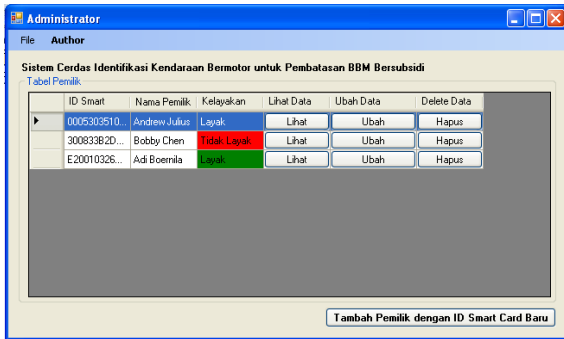 Administrator
File Author
Sistem Cerdas Identifikasi Kendaraan Bermotor untuk Pembatasan BBM Bersubsidi
Tabel Pemilik
ID Smart Nama Pemilik Kelayakan Lihat Data Ubah Data Delete Data
0005303510... Andrew Julius Layak Lihat Ubah Hapus
300833B2D... Bobby Chen Tidak Layak Lihat Ubah Hapus
E20010326... Adi Boernila Layak Lihat Ubah Hapus
Tambah Pemilik dengan ID Smart Card Baru